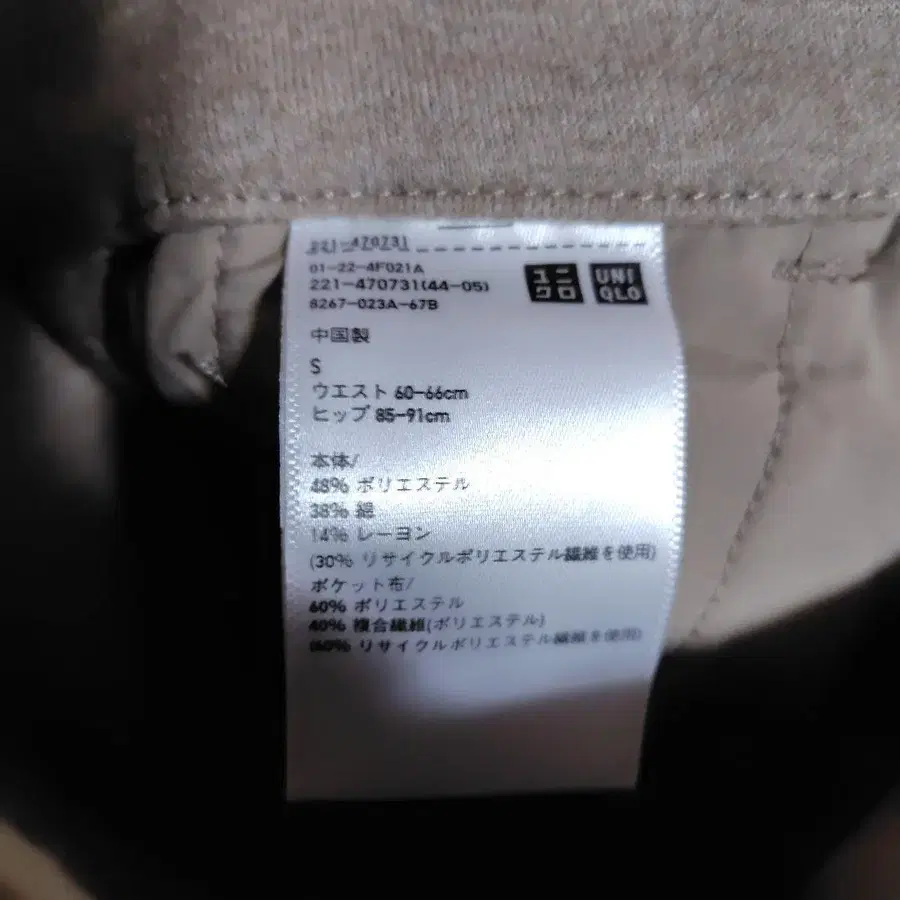 221-470731
01-22-4F021A
221-470731(44-05)
8267-023A-67B
ユニ
クロ
UNI
QLO
中国製
S
ウエスト 60-66cm
ヒップ 85-91cm
本体/
48% ポリエステル
38% 綿
14% レーヨン
(30% リサイクルポリエステル繊維を使用)
ポケット布/
60% ポリエステル
40% 複合繊維(ポリエステル)
(60% リサイクルポリエステル繊維を使用)